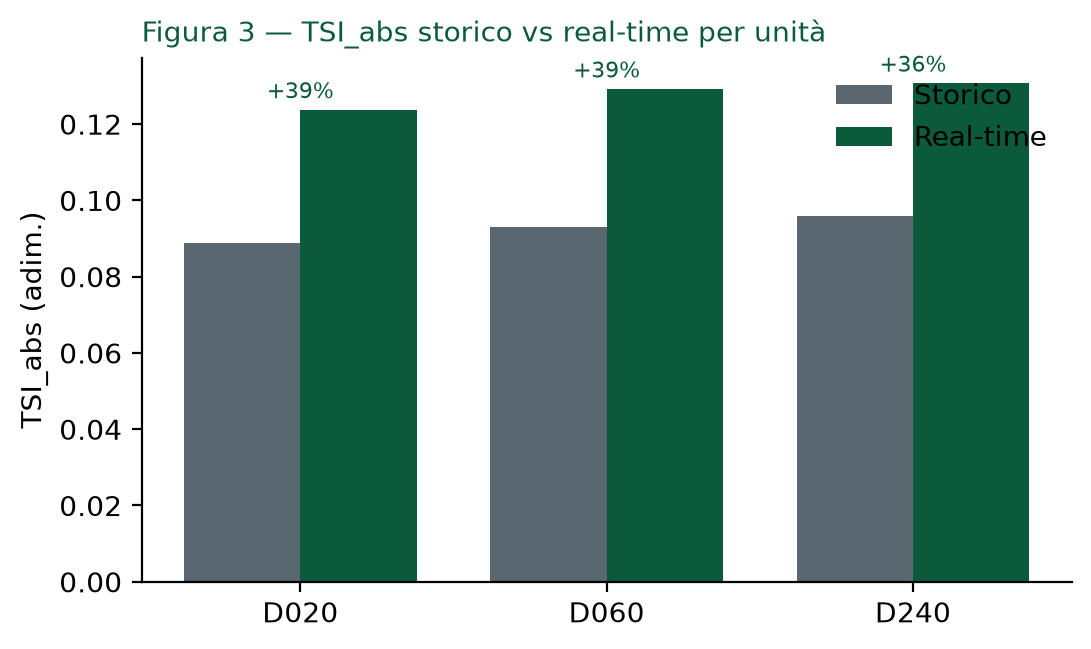 Figura 3 — TSI_abs storico vs real-time per unità
+39%
+39%
+36%
Storico
Real-time
TSI_abs (adim.)
0.12
0.10
0.08
0.06
0.04
0.02
0.00
D020
D060
D240